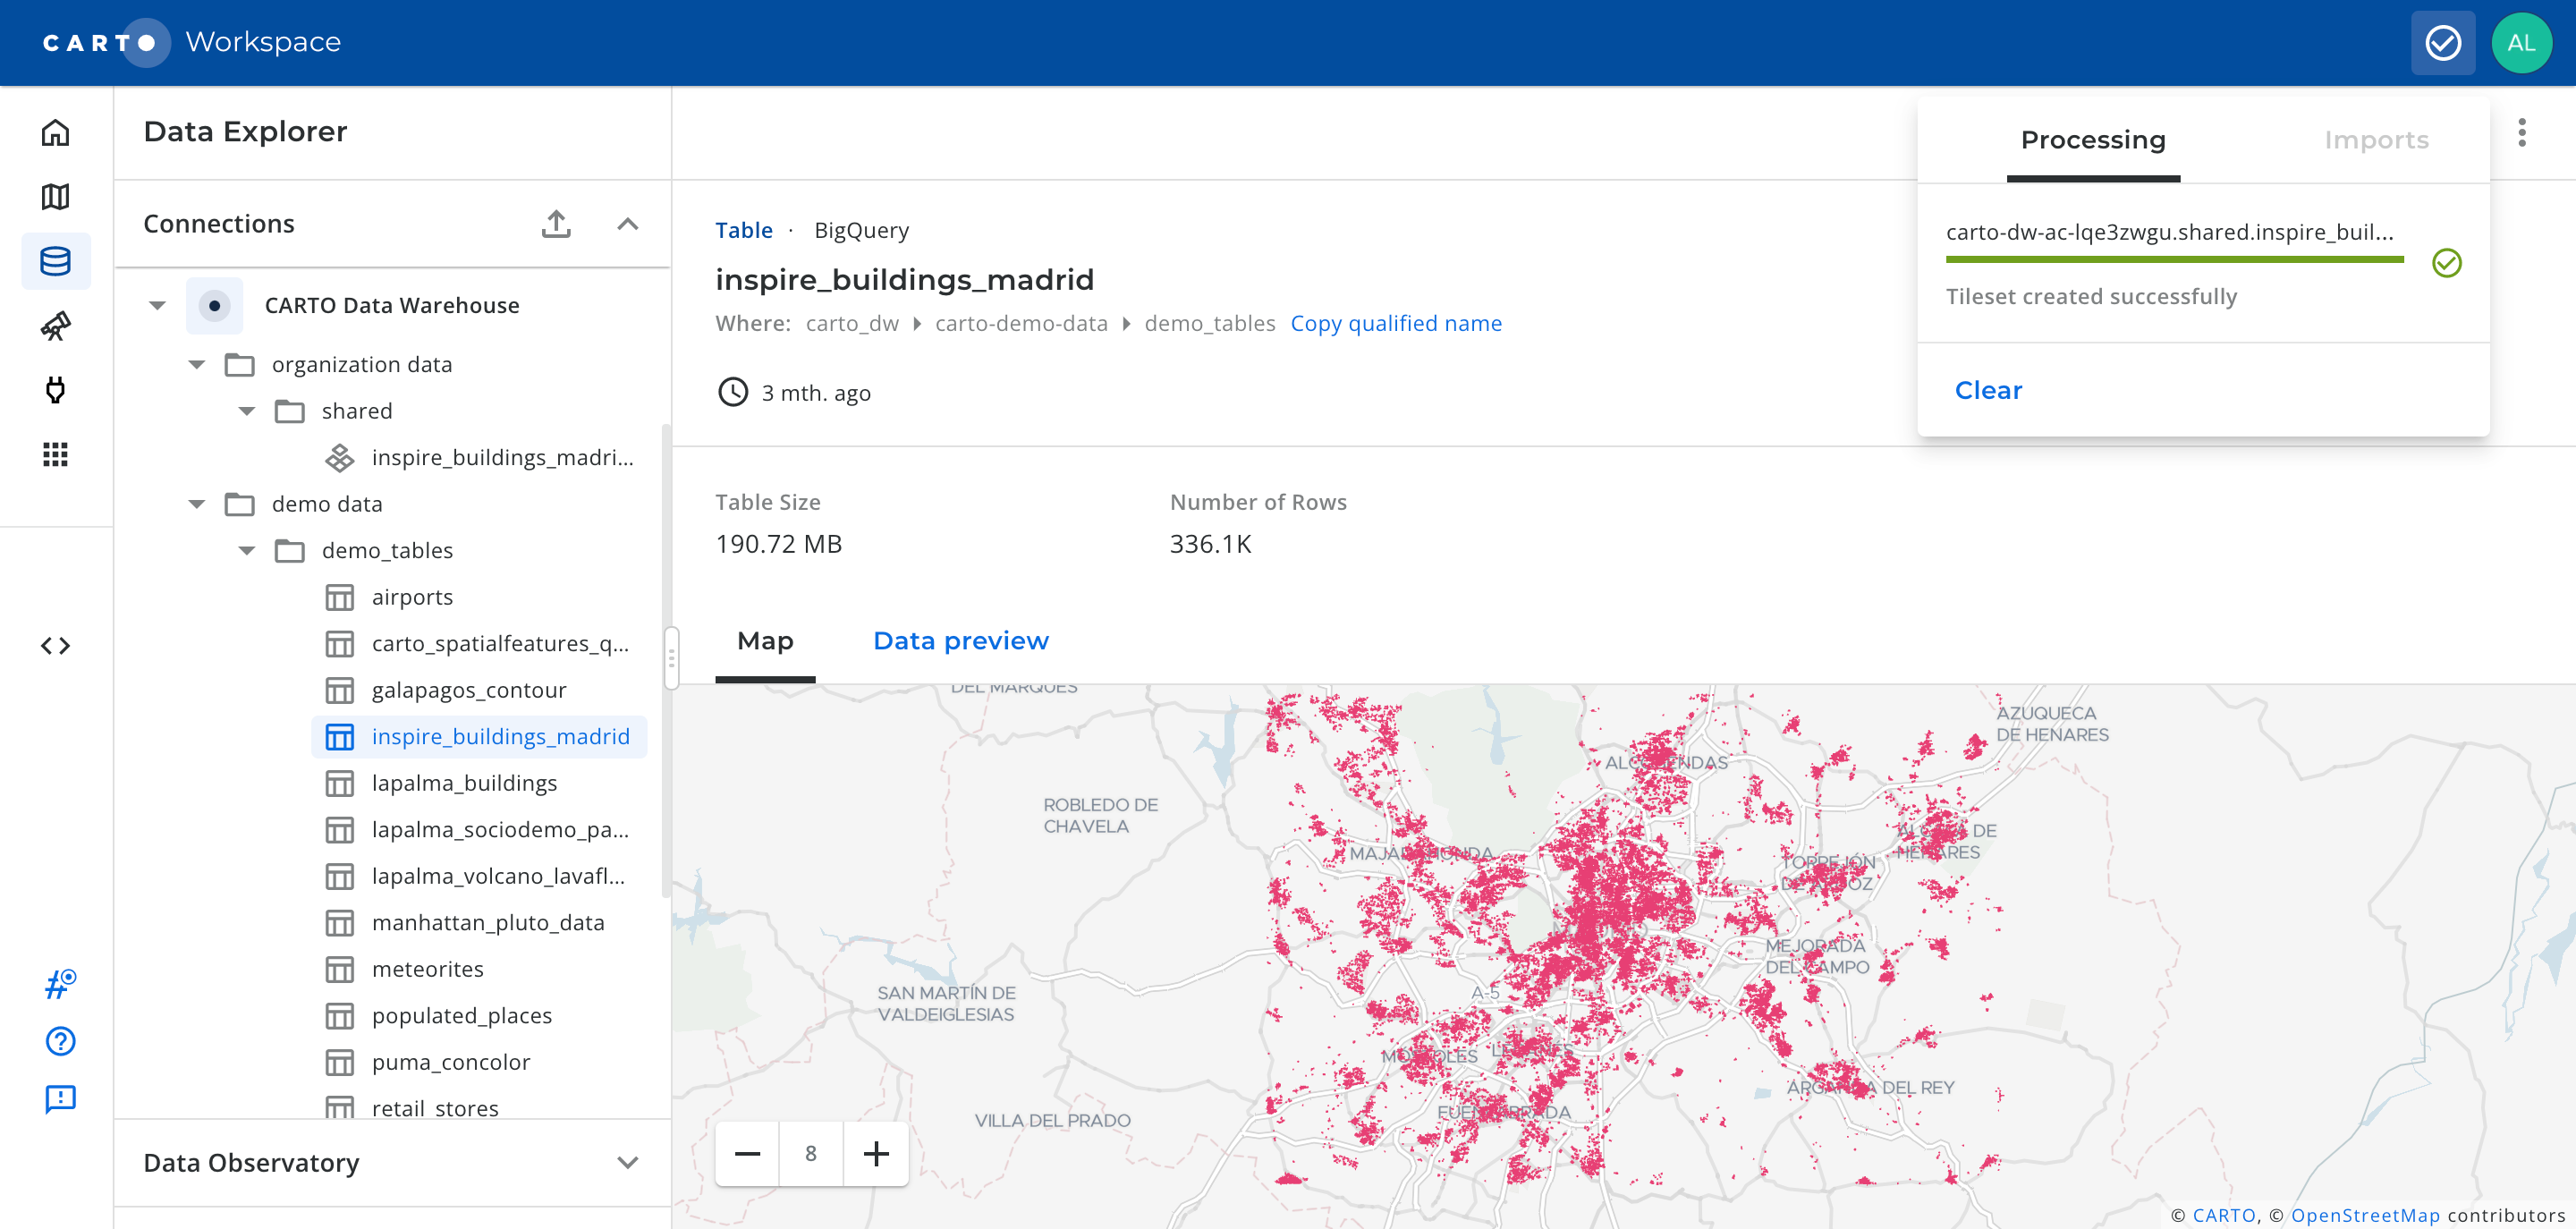 CARTO Workspace
AL
Data Explorer
Connections
CARTO Data Warehouse
organization data
shared
inspire_buildings_madri...
demo data
demo_tables
airports
carto_spatialfeatures_q...
galapagos_contour
inspire_buildings_madrid
lapalma_buildings
lapalma_sociodemo_pa...
lapalma_volcano_lavafl...
manhattan_pluto_data
meteorites
populated_places
puma_concolor
retail_stores
Data Observatory
Table · BigQuery
inspire_buildings_madrid
Where: carto_dw carto-demo-data demo_tables Copy qualified name
3 mth. ago
Processing Imports
carto-dw-ac-lqe3zwgu.shared.inspire_buil...
Tileset created successfully
Clear
Table Size
190.72 MB
Number of Rows
336.1K
Map Data preview
DEL MARQUÉS
AZUQUECA
DE HENARES
ALCOBENDAS
ROBLEDO DE
CHAVELA
MAJADAHONDA
ALCALÁ DE
HENARES
TORREJÓN
DE ARDOZ
MEJORADA
DEL CAMPO
SAN MARTÍN DE
VALDEIGLESIAS
A-5
MÓSTOLES
LEGANÉS
ARGANDA DEL REY
FUENLABRADA
VILLA DEL PRADO
8
© CARTO, © OpenStreetMap contributors